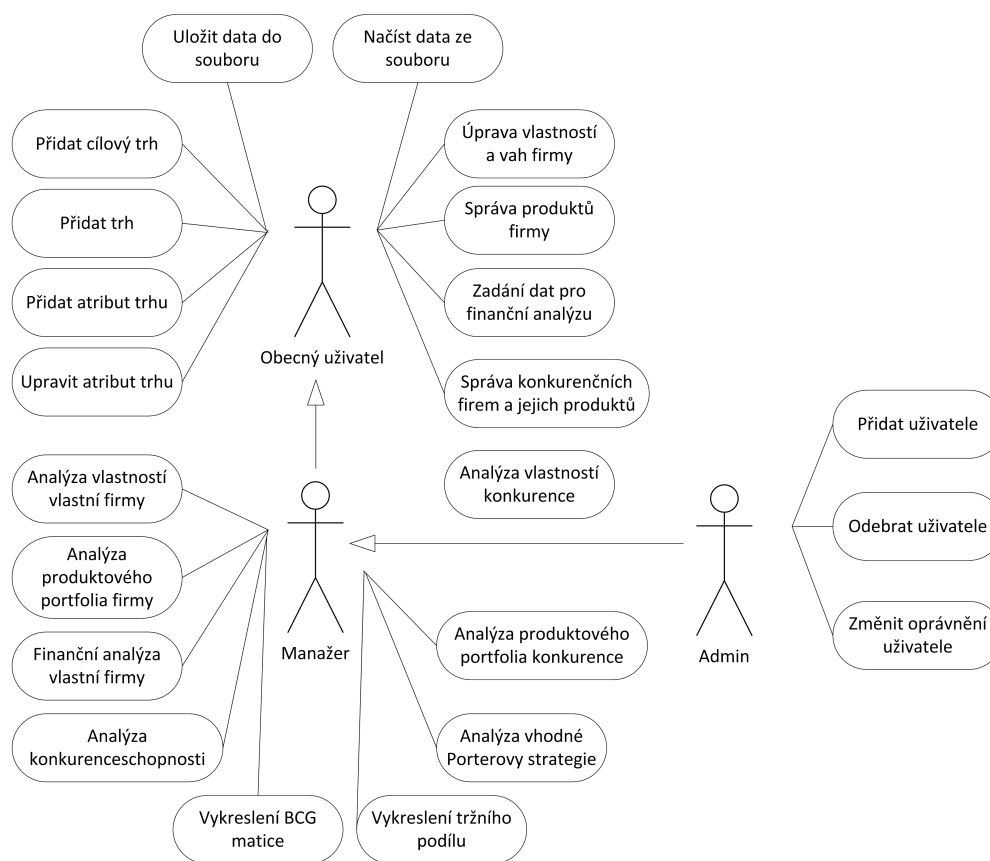 Uložit data do
souboru
Načíst data ze
souboru
Přidat cílový trh
Úprava vlastností
a vah firmy
Přidat trh
Správa produktů
firmy
Přidat atribut trhu
Zadání dat pro
finanční analýzu
Obecný uživatel
Upravit atribut trhu
Správa konkurenčních
firem a jejich produktů
Přidat uživatele
Analýza vlastností
vlastní firmy
Analýza vlastností
konkurence
Odebrat uživatele
Analýza
produktového
portfolia firmy
Manažer
Analýza produktového
portfolia konkurence
Admin
Změnit oprávnění
uživatele
Finanční analýza
vlastní firmy
Analýza
konkurenceschopnosti
Analýza vhodné
Porterovy strategie
Vykreslení BCG
matice
Vykreslení tržního
podílu